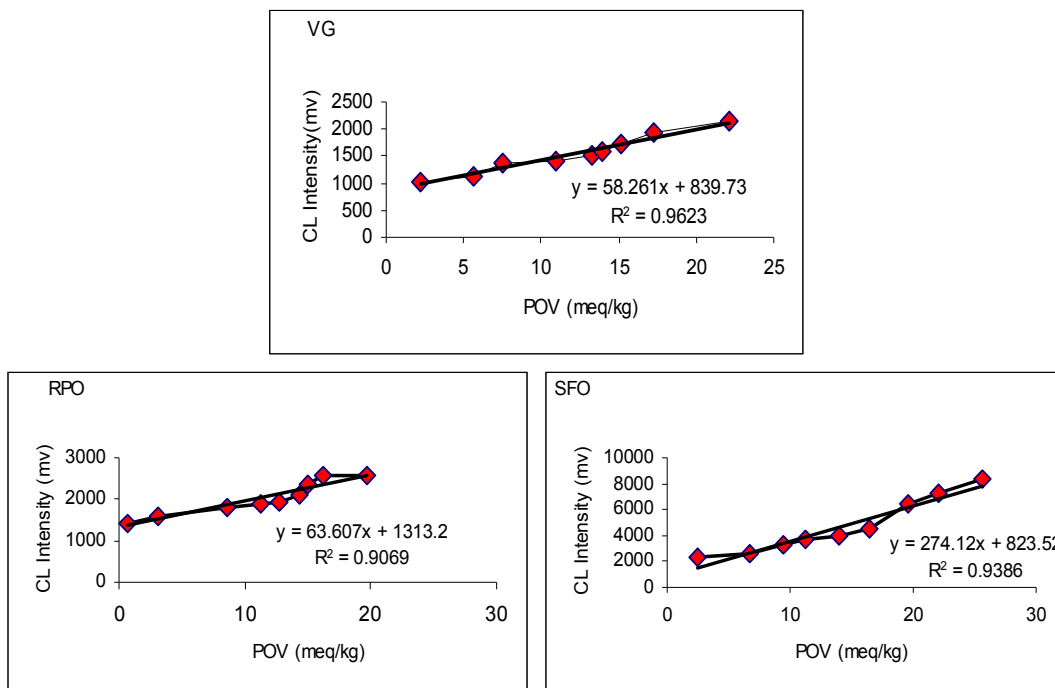 VG
CL Intensity(mv)
2500
2000
1500
1000
500
0
y = 58.261x + 839.73
R² = 0.9623
0 5 10 15 20 25
POV (meq/kg)
RPO
CL Intensity (mv)
3000
2000
1000
0
y = 63.607x + 1313.2
R² = 0.9069
0 10 20 30
POV (meq/kg)
SFO
CL Intensity (mv)
10000
8000
6000
4000
2000
0
y = 274.12x + 823.52
R² = 0.9386
0 10 20 30
POV (meq/kg)